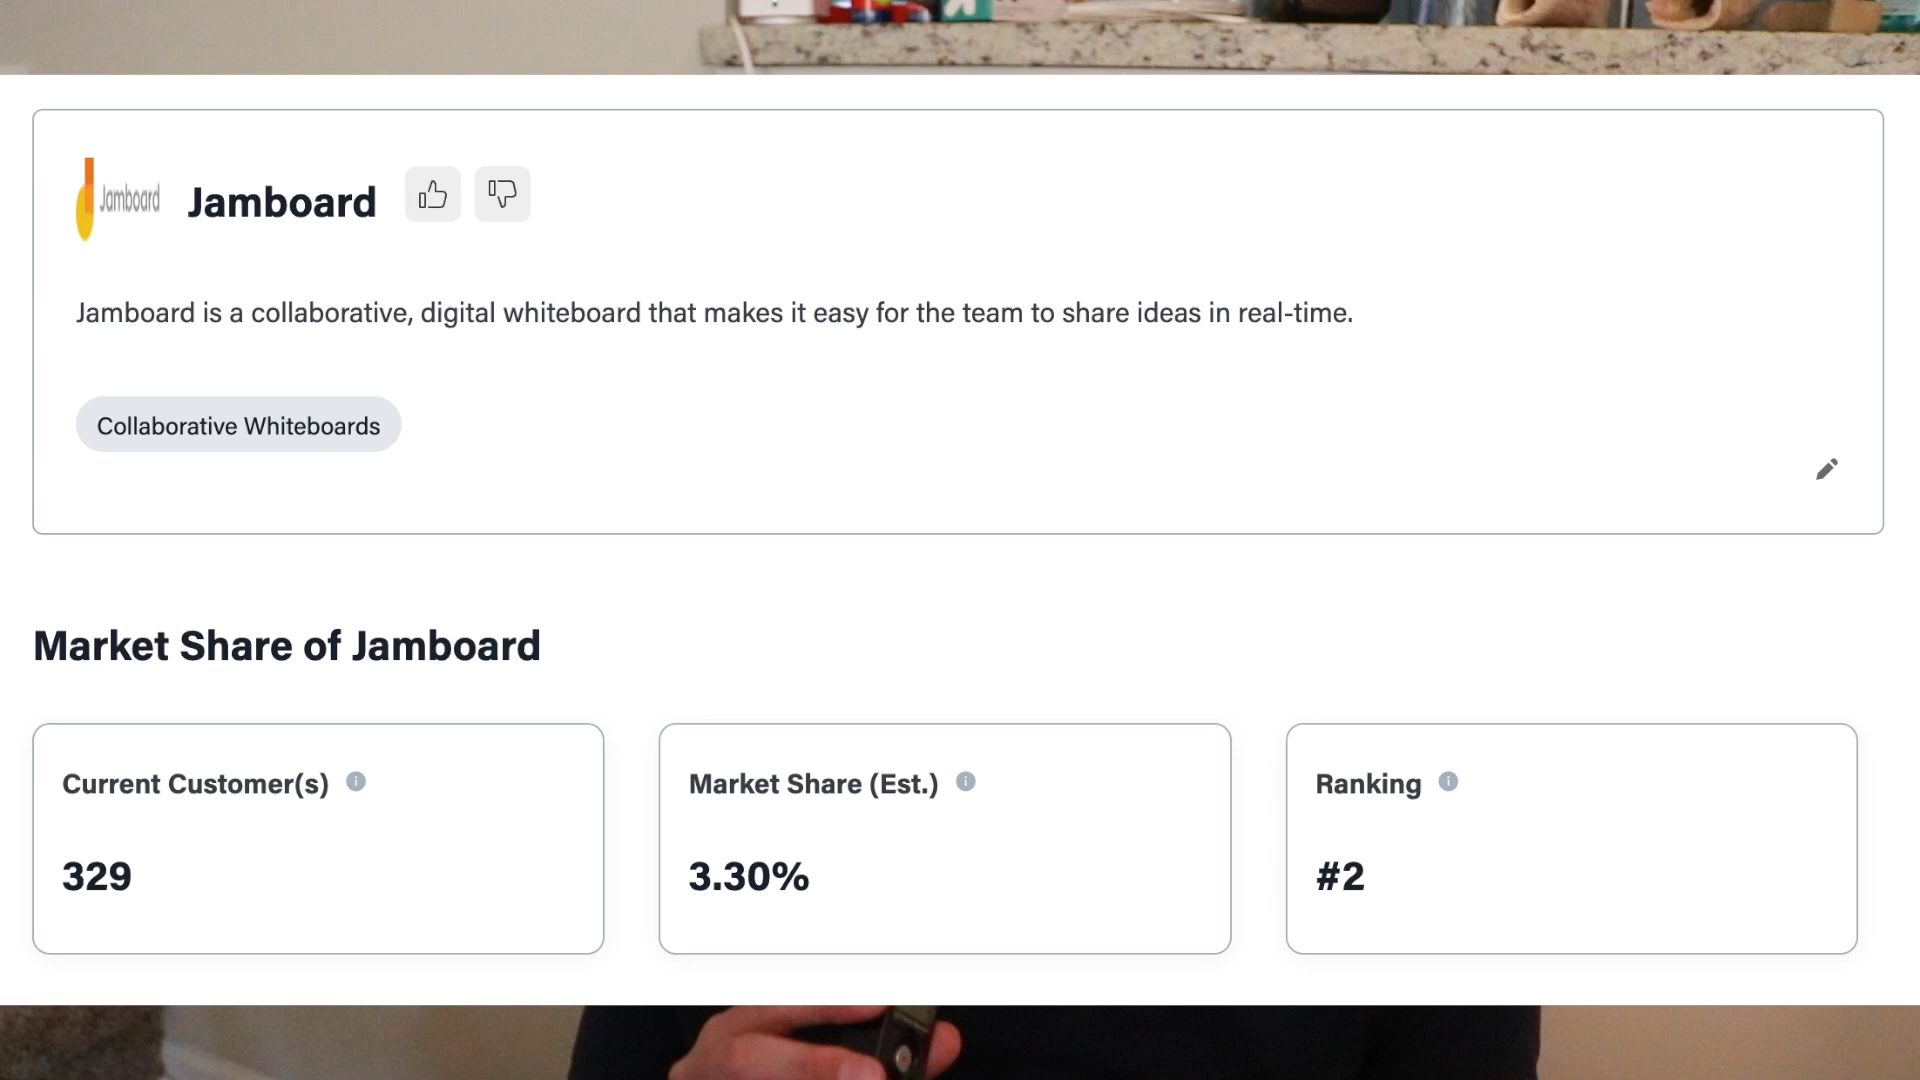 Jamboard
Jamboard
Jamboard is a collaborative, digital whiteboard that makes it easy for the team to share ideas in real-time.
Collaborative Whiteboards
Market Share of Jamboard
Current Customer(s)
329
Market Share (Est.)
3.30%
Ranking
#2